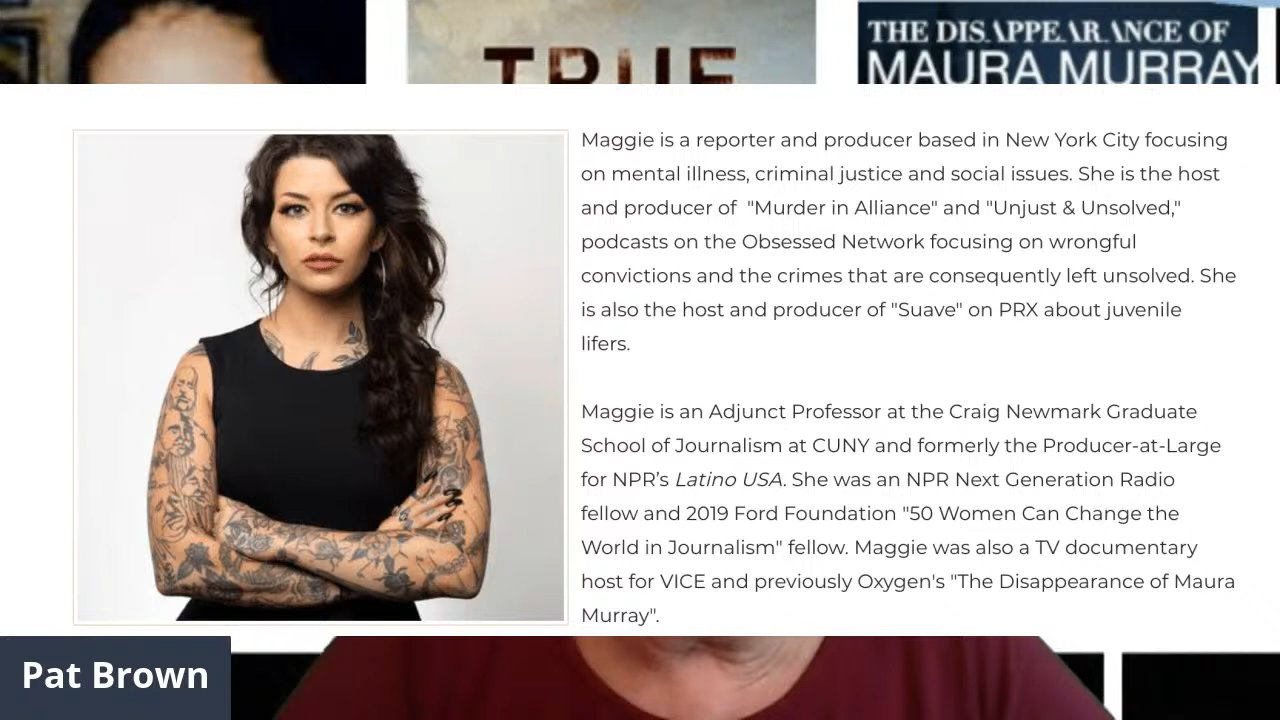 TRUE
THE DISAPPEARANCE OF
MAURA MURRAY
Maggie is a reporter and producer based in New York City focusing
on mental illness, criminal justice and social issues. She is the host
and producer of  "Murder in Alliance" and "Unjust & Unsolved,"
podcasts on the Obsessed Network focusing on wrongful
convictions and the crimes that are consequently left unsolved. She
is also the host and producer of "Suave" on PRX about juvenile
lifers.
Maggie is an Adjunct Professor at the Craig Newmark Graduate
School of Journalism at CUNY and formerly the Producer-at-Large
for NPR’s Latino USA. She was an NPR Next Generation Radio
fellow and 2019 Ford Foundation "50 Women Can Change the
World in Journalism" fellow. Maggie was also a TV documentary
host for VICE and previously Oxygen's "The Disappearance of Maura
Murray".
Pat Brown